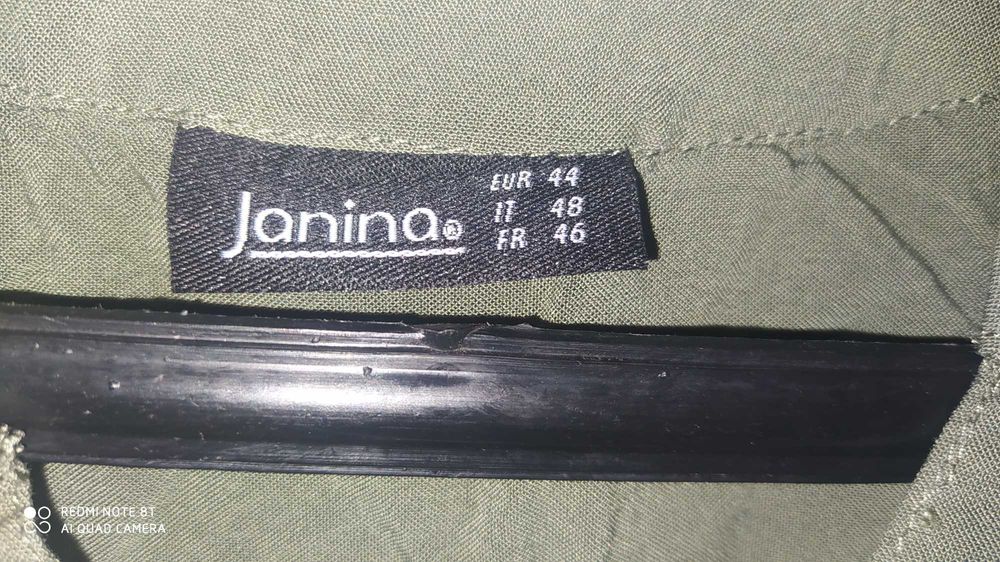 Janina®
EUR 44
IT 48
FR 46
REDMI NOTE 8T
AI QUAD CAMERA